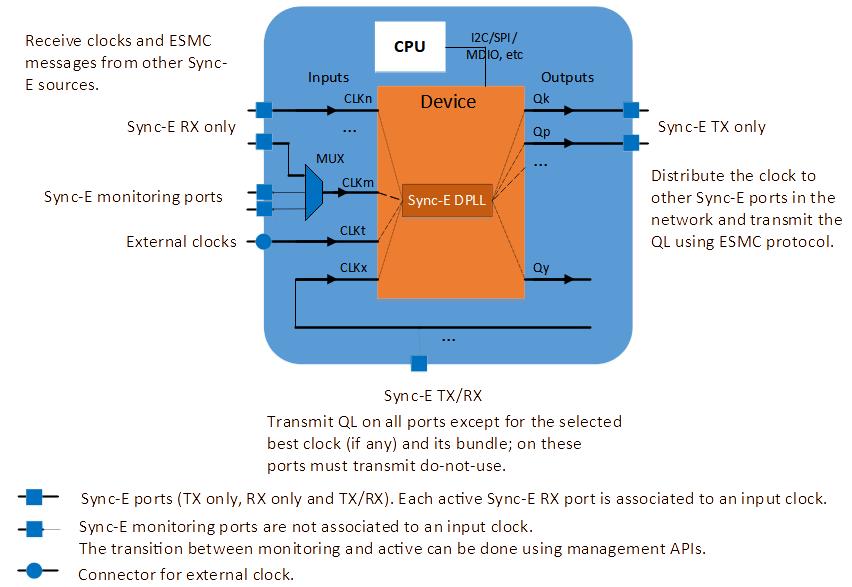 Receive clocks and ESMC
messages from other Sync-
E sources.
CPU
I2C/SPI/
MDIO, etc
Inputs
Outputs
CLKn
Device
Qk
...
Sync-E RX only
Qp
Sync-E TX only
...
MUX
CLKm
Sync-E monitoring ports
Sync-E DPLL
Distribute the clock to
other Sync-E ports in the
network and transmit the
QL using ESMC protocol.
External clocks
CLKt
CLKx
Qy
...
Sync-E TX/RX
Transmit QL on all ports except for the selected
best clock (if any) and its bundle; on these
ports must transmit do-not-use.
Sync-E ports (TX only, RX only and TX/RX). Each active Sync-E RX port is associated to an input clock.
Sync-E monitoring ports are not associated to an input clock.
The transition between monitoring and active can be done using management APIs.
Connector for external clock.